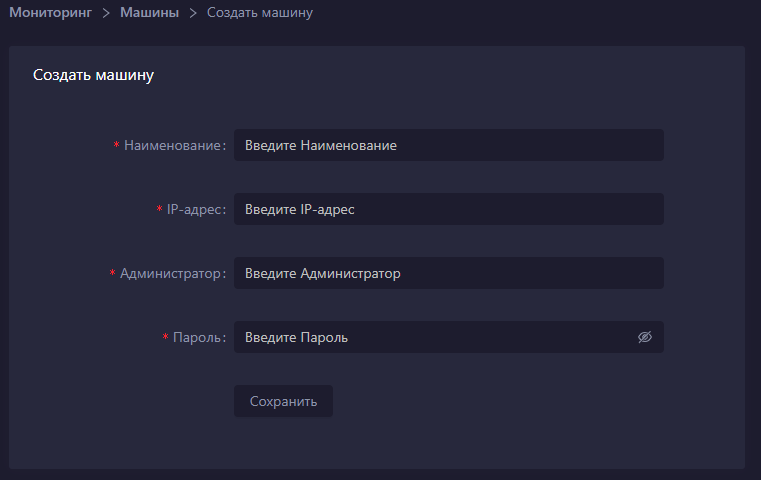 Мониторинг > Машины > Создать машину
Создать машину
* Наименование: Введите Наименование
* IP-адрес: Введите IP-адрес
* Администратор: Введите Администратор
* Пароль: Введите Пароль
Сохранить